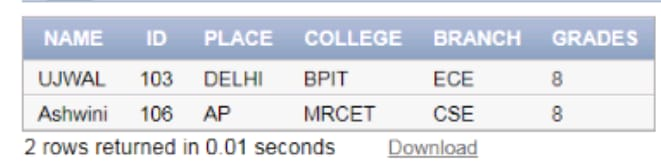 NAME ID PLACE COLLEGE BRANCH GRADES
UJWAL 103 DELHI BPIT ECE 8
Ashwini 106 AP MRCET CSE 8
2 rows returned in 0.01 seconds Download